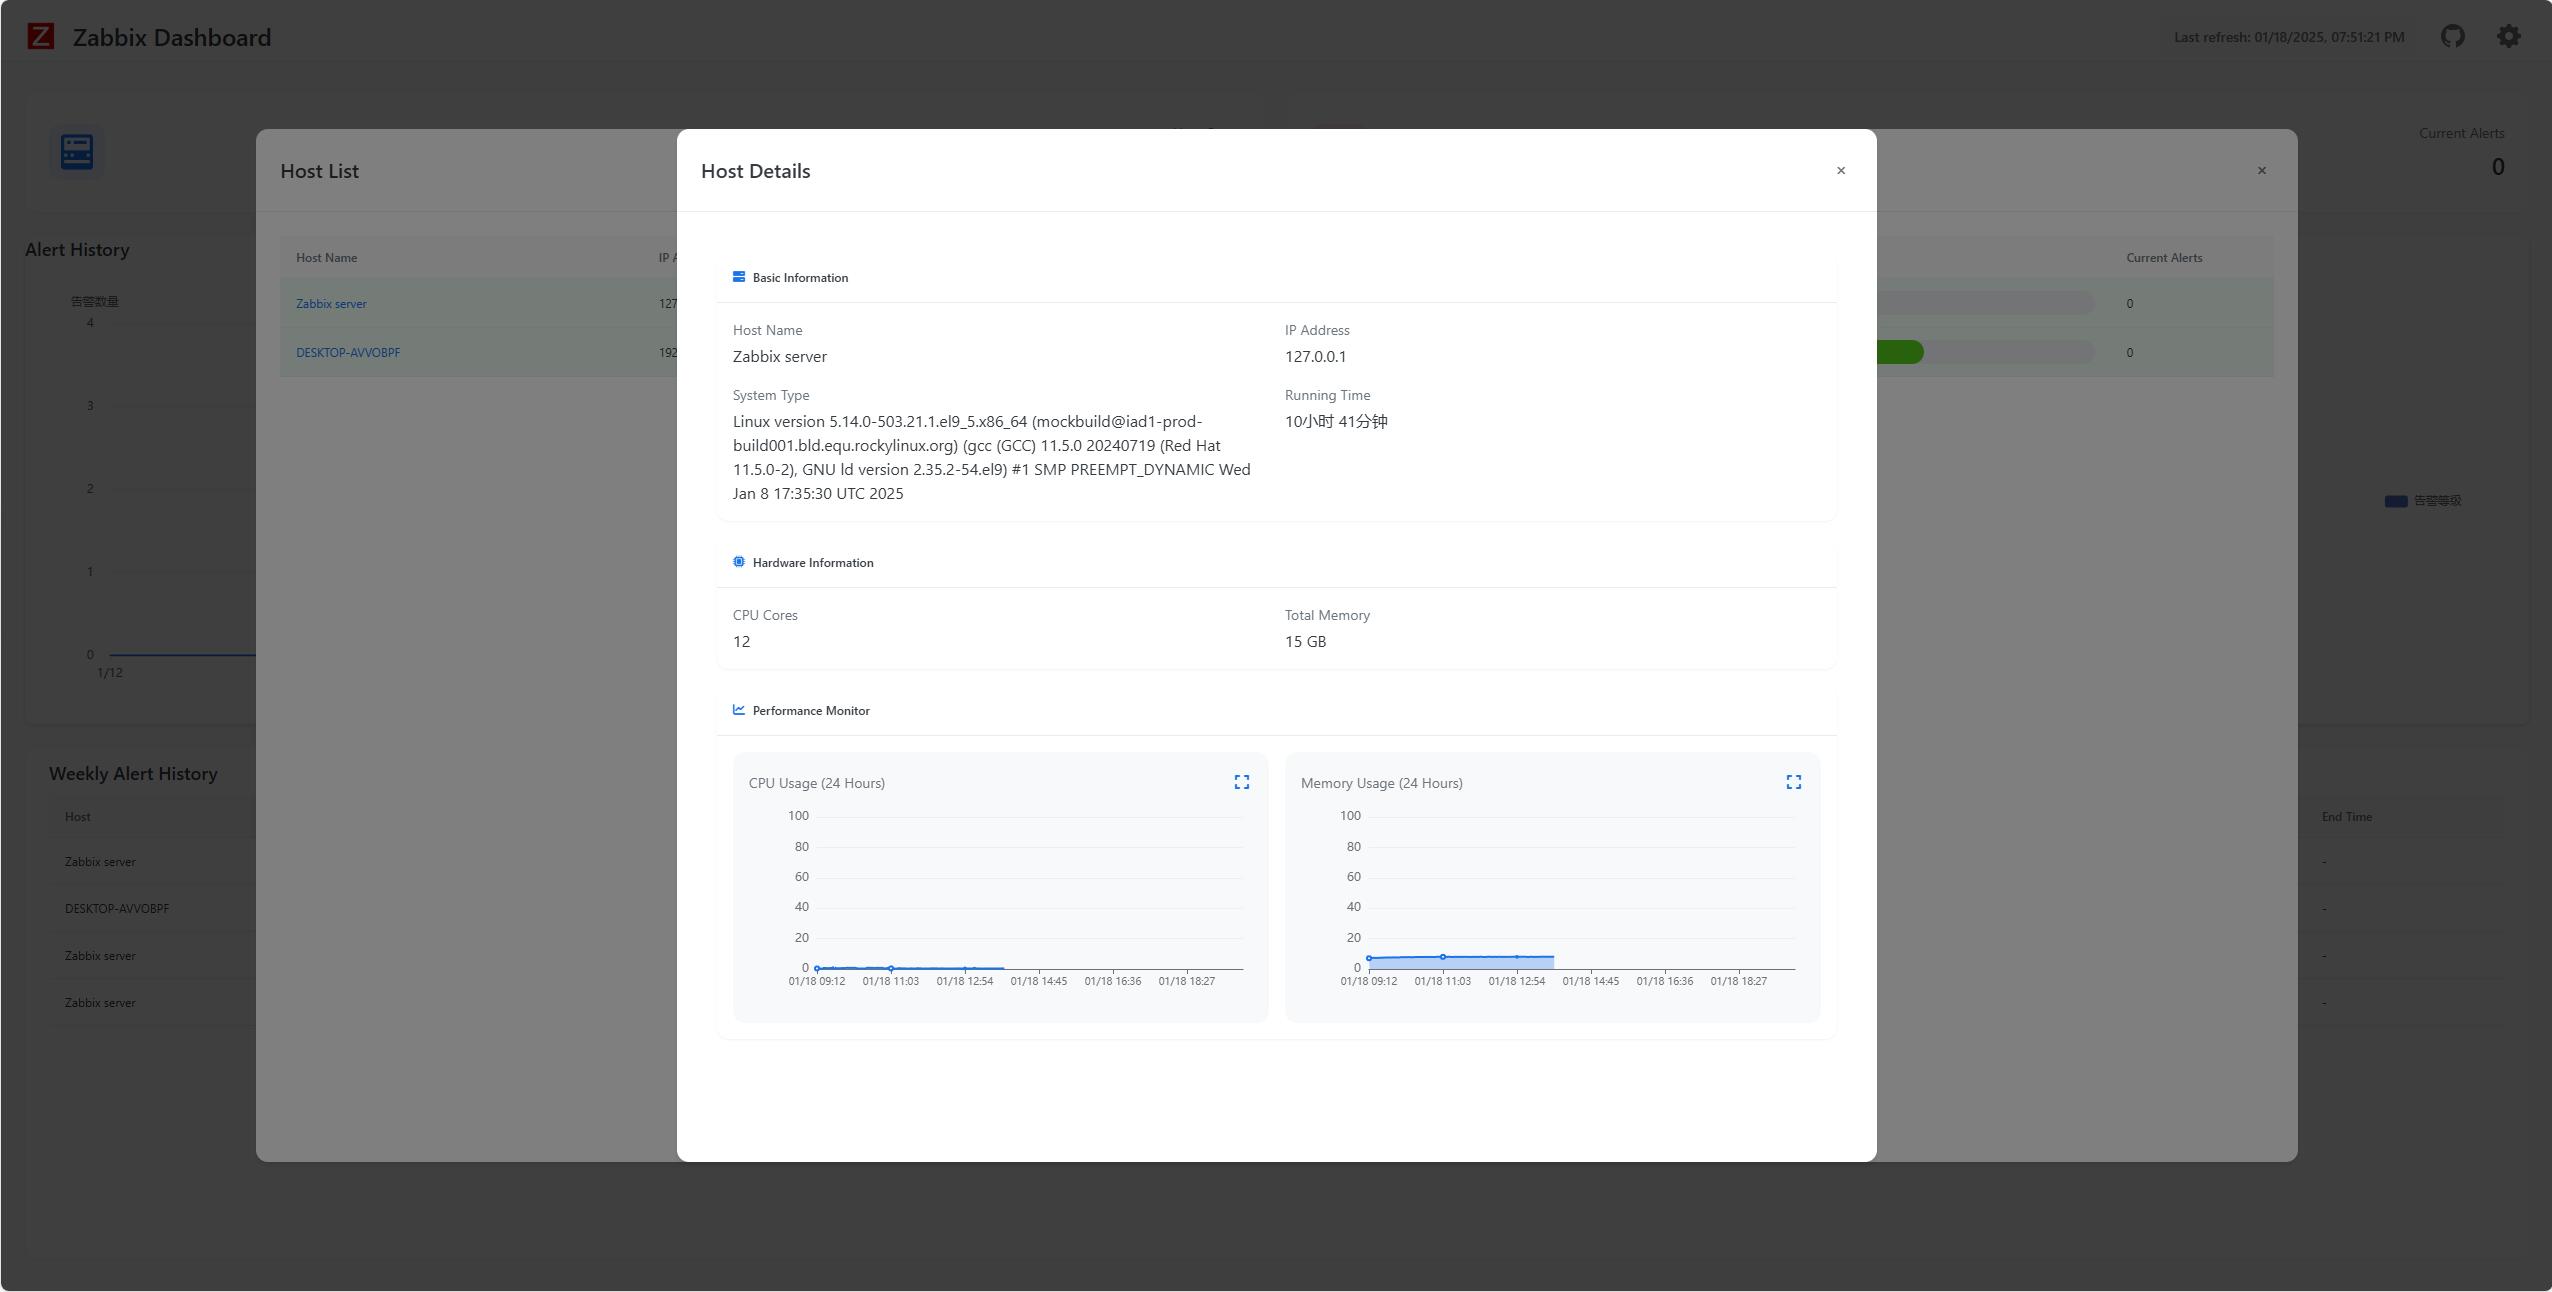 Zabbix Dashboard
Last refresh: 01/18/2025, 07:51:21 PM
Current Alerts
0
Alert History
告警数量
4
3
2
1
0
1/12
告警等级
Weekly Alert History
Host
End Time
Zabbix server
-
DESKTOP-AVVOBPF
-
Zabbix server
-
Zabbix server
-
Host List
×
Host Name
IP A
Current Alerts
Zabbix server
127
0
DESKTOP-AVVOBPF
192
0
Host Details
×
Basic Information
Host Name
Zabbix server
IP Address
127.0.0.1
System Type
Linux version 5.14.0-503.21.1.el9_5.x86_64 (mockbuild@iad1-prod-
build001.bld.equ.rockylinux.org) (gcc (GCC) 11.5.0 20240719 (Red Hat
11.5.0-2), GNU ld version 2.35.2-54.el9) #1 SMP PREEMPT_DYNAMIC Wed
Jan 8 17:35:30 UTC 2025
Running Time
10小时 41分钟
Hardware Information
CPU Cores
12
Total Memory
15 GB
Performance Monitor
CPU Usage (24 Hours)
100
80
60
40
20
0
01/18 09:12 01/18 11:03 01/18 12:54 01/18 14:45 01/18 16:36 01/18 18:27
Memory Usage (24 Hours)
100
80
60
40
20
0
01/18 09:12 01/18 11:03 01/18 12:54 01/18 14:45 01/18 16:36 01/18 18:27